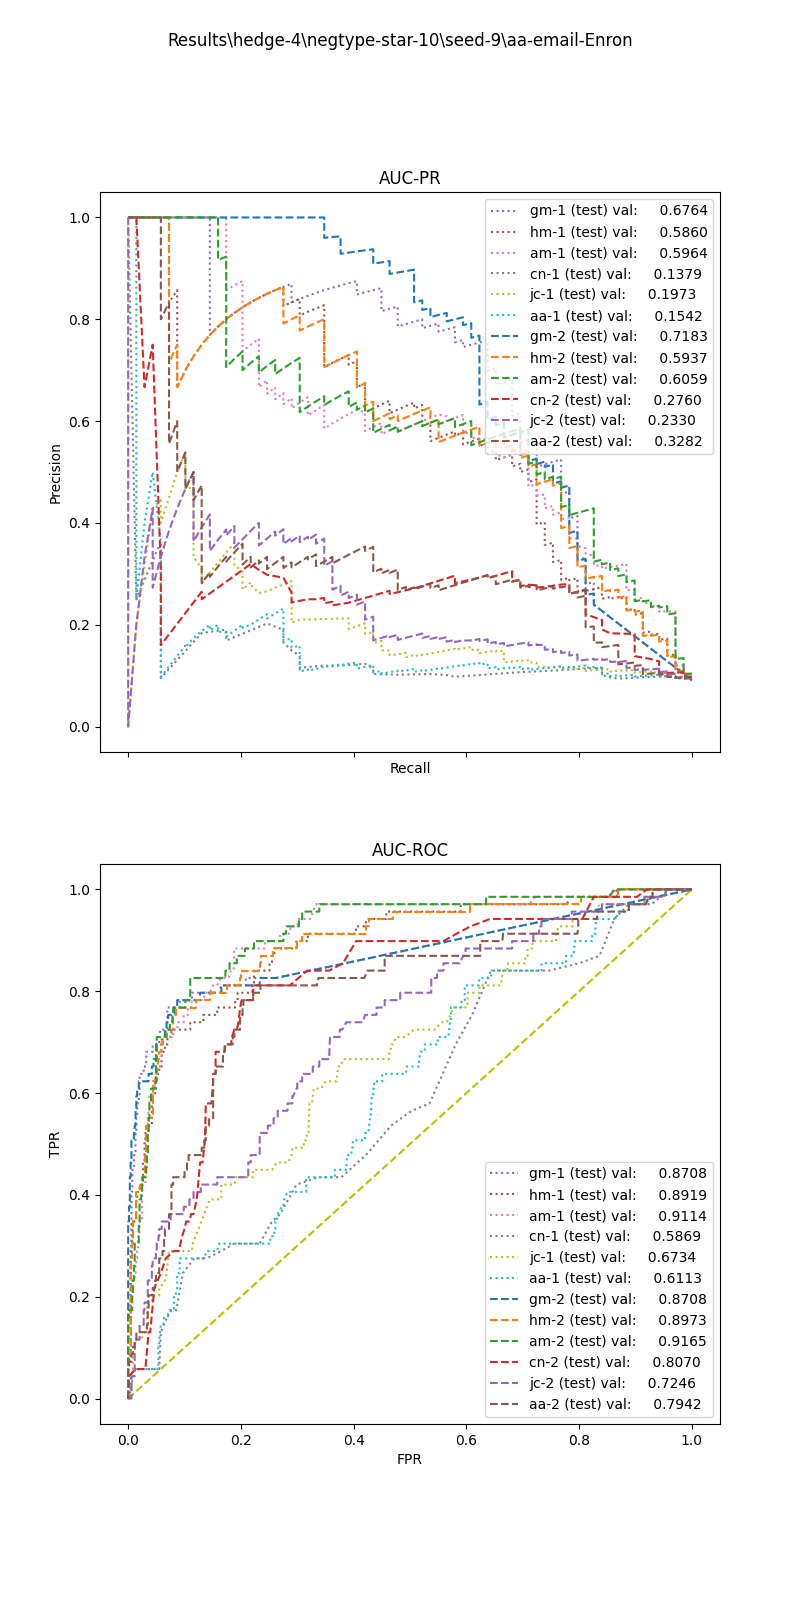 Results\hedge-4\negtype-star-10\seed-9\aa-email-Enron
AUC-PR
1.0
0.8
0.6
0.4
0.2
0.0
Precision
Recall
gm-1 (test) val: 0.6764
hm-1 (test) val: 0.5860
am-1 (test) val: 0.5964
cn-1 (test) val: 0.1379
jc-1 (test) val: 0.1973
aa-1 (test) val: 0.1542
gm-2 (test) val: 0.7183
hm-2 (test) val: 0.5937
am-2 (test) val: 0.6059
cn-2 (test) val: 0.2760
jc-2 (test) val: 0.2330
aa-2 (test) val: 0.3282
AUC-ROC
1.0
0.8
0.6
0.4
0.2
0.0
TPR
0.0 0.2 0.4 0.6 0.8 1.0
FPR
gm-1 (test) val: 0.8708
hm-1 (test) val: 0.8919
am-1 (test) val: 0.9114
cn-1 (test) val: 0.5869
jc-1 (test) val: 0.6734
aa-1 (test) val: 0.6113
gm-2 (test) val: 0.8708
hm-2 (test) val: 0.8973
am-2 (test) val: 0.9165
cn-2 (test) val: 0.8070
jc-2 (test) val: 0.7246
aa-2 (test) val: 0.7942